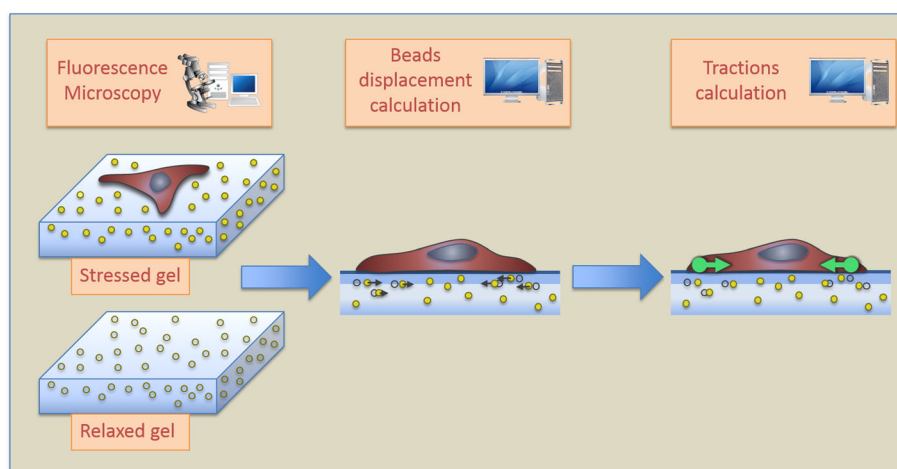 Fluorescence
Microscopy
Beads
displacement
calculation
Tractions
calculation
Stressed gel
Relaxed gel